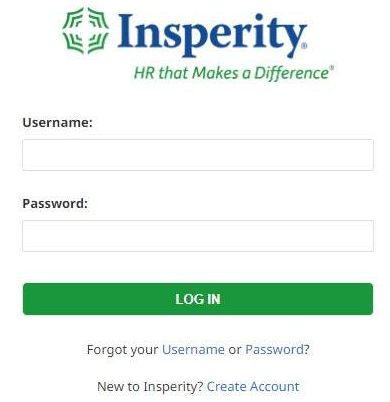 Insperity®
HR that Makes a Difference®
Username:
Password:
LOG IN
Forgot your Username or Password?
New to Insperity? Create Account